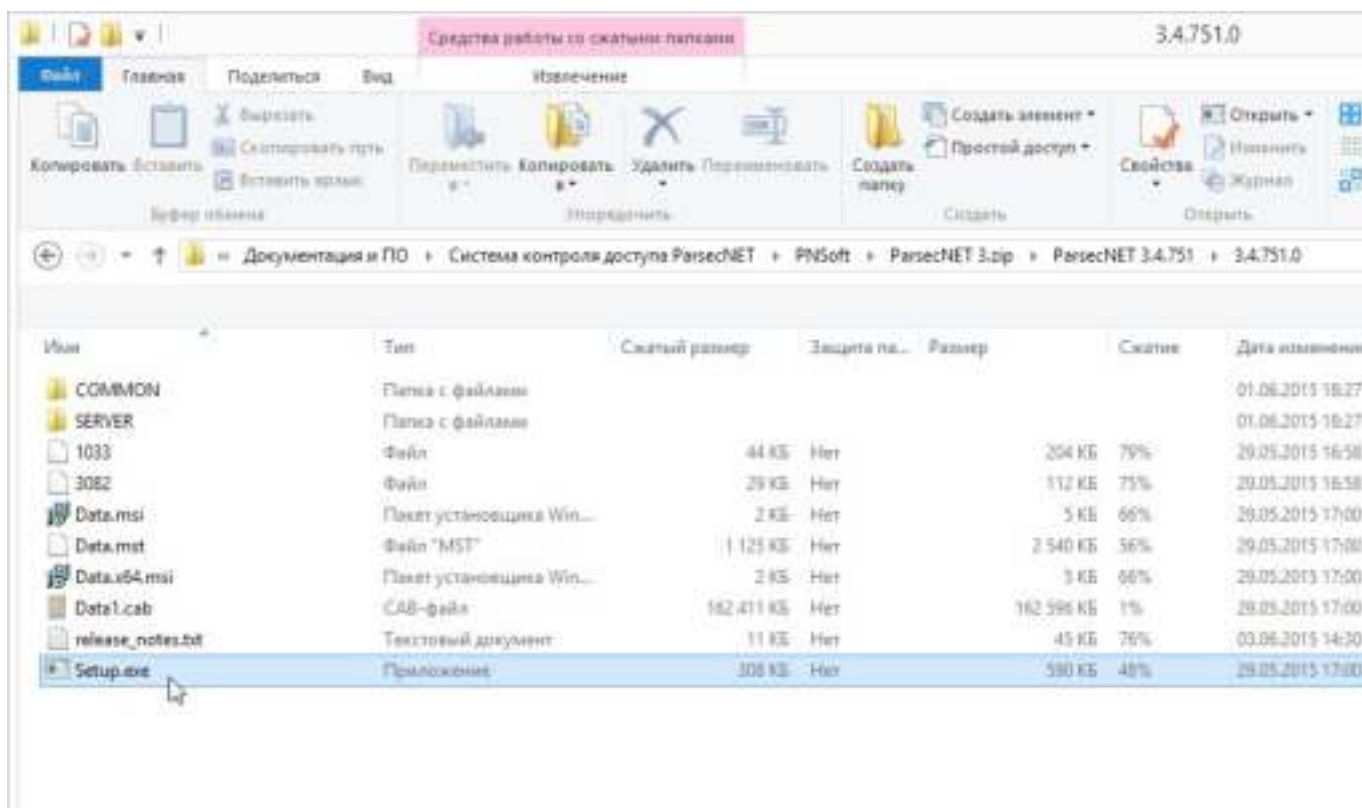 Средства работы со сжатыми папками 3.4.751.0
Файл Главная Поделиться Вид Извлечение
Вырезать Создать элемент Открыть
Скопировать путь Простой доступ Изменить
Копировать Вставить Вставить ярлык Переместить в Копировать в Удалить Переименовать Создать папку Свойства Журнал
Буфер обмена Упорядочить Создать Открыть
« Документация и ПО Система контроля доступа ParsecNET PNSoft ParsecNET 3.zip ParsecNET 3.4.751 3.4.751.0
Имя Тип Сжатый размер Защита па... Размер Сжатие Дата изменения
COMMON Папка с файлами 01.06.2015 18:27
SERVER Папка с файлами 01.06.2015 18:27
1033 Файл 44 КБ Нет 204 КБ 79% 29.05.2015 16:58
3082 Файл 29 КБ Нет 112 КБ 75% 29.05.2015 16:58
Data.msi Пакет установщика Win... 2 КБ Нет 5 КБ 66% 29.05.2015 17:00
Data.mst Файл "MST" 1 125 КБ Нет 2 540 КБ 56% 29.05.2015 17:00
Data.x64.msi Пакет установщика Win... 2 КБ Нет 5 КБ 66% 29.05.2015 17:00
Data1.cab CAB-файл 162 411 КБ Нет 162 596 КБ 1% 29.05.2015 17:00
release_notes.txt Текстовый документ 11 КБ Нет 45 КБ 76% 03.06.2015 14:30
Setup.exe Приложение 308 КБ Нет 590 КБ 48% 29.05.2015 17:00